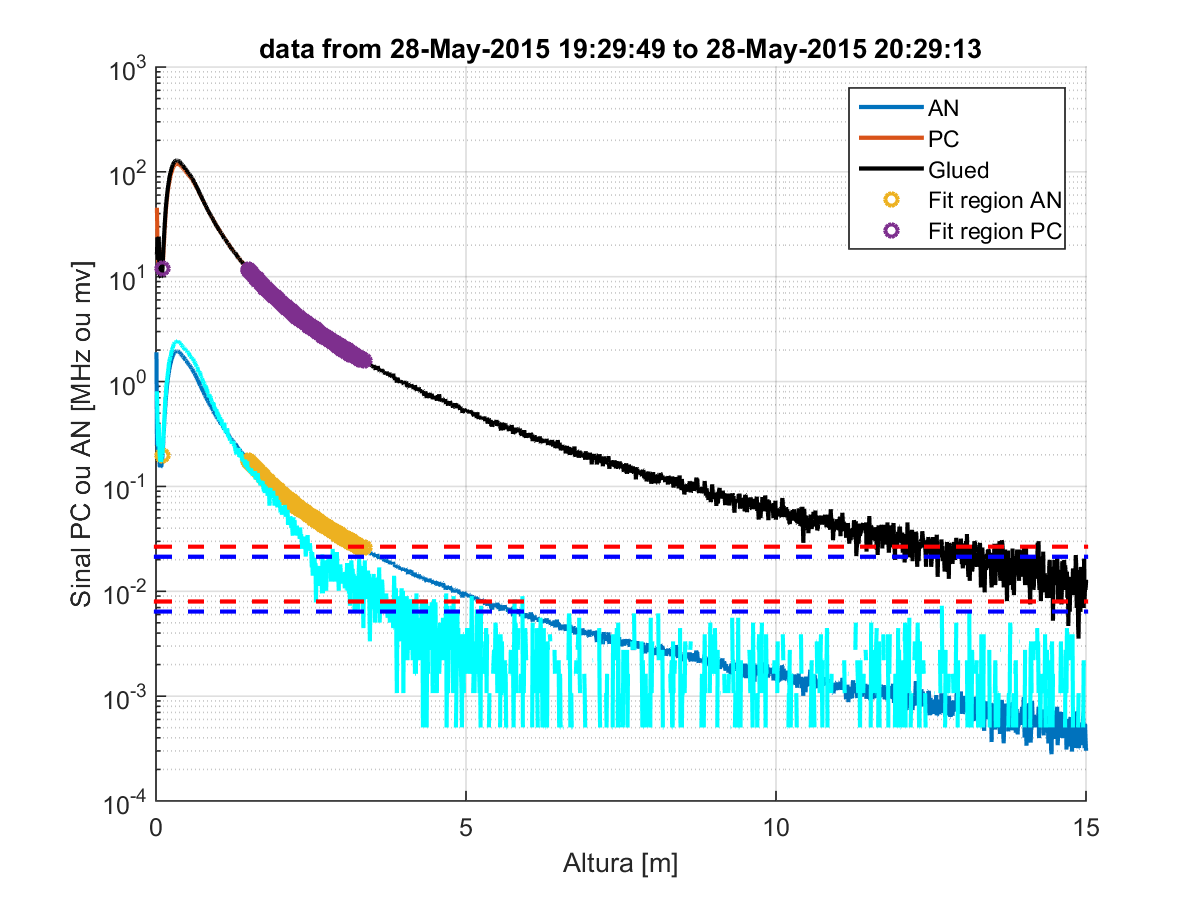 data from 28-May-2015 19:29:49 to 28-May-2015 20:29:13
AN
PC
Glued
Fit region AN
Fit region PC
Sinal PC ou AN [MHz ou mv]
10^3
10^2
10^1
10^0
10^-1
10^-2
10^-3
10^-4
0
5
10
15
Altura [m]